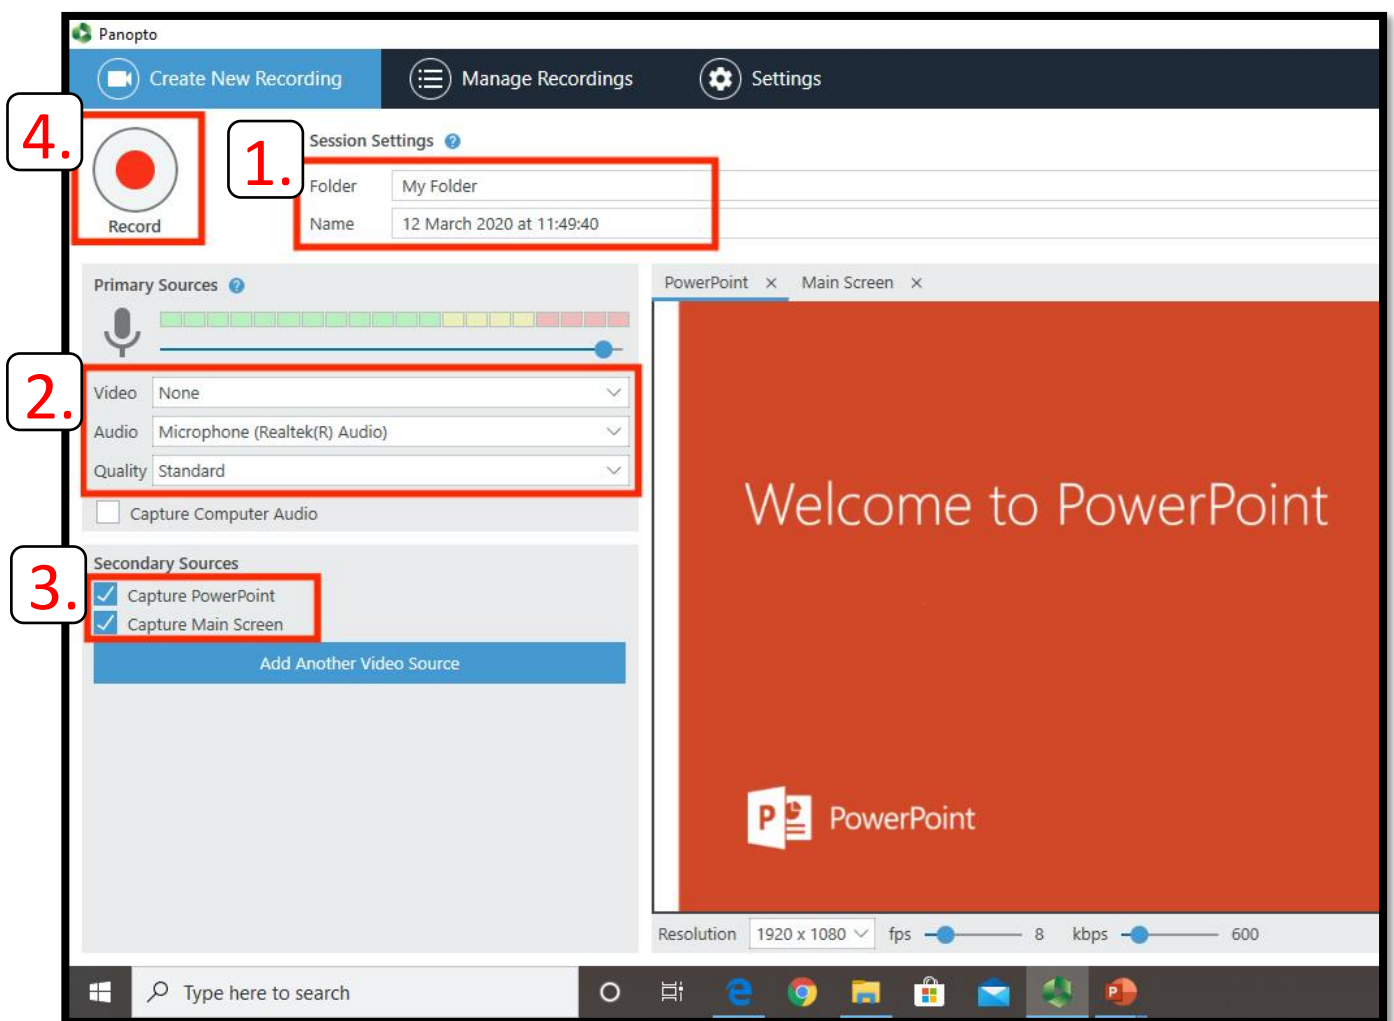 Panopto
Create New Recording
Manage Recordings
Settings
4.
Record
1.
Session Settings ?
Folder My Folder
Name 12 March 2020 at 11:49:40
Primary Sources ?
2.
Video None
Audio Microphone (Realtek(R) Audio)
Quality Standard
Capture Computer Audio
3.
Secondary Sources
Capture PowerPoint
Capture Main Screen
Add Another Video Source
PowerPoint × Main Screen ×
Welcome to PowerPoint
P PowerPoint
Resolution 1920 x 1080 fps 8 kbps 600
Type here to search
P